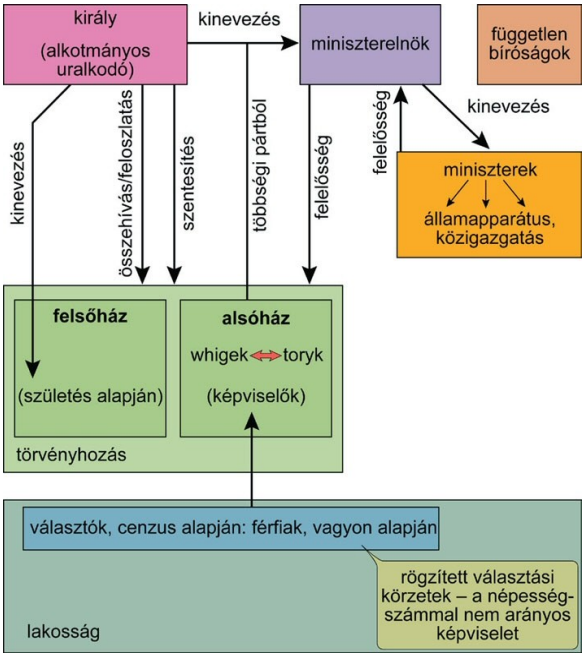 király
(alkotmányos
uralkodó)
kinevezés
miniszterelnök
független
bíróságok
kinevezés
összehívás/feloszlatás
szentesítés
többségi pártból
felelősség
felelősség
kinevezés
miniszterek
államapparátus,
közigazgatás
felsőház
(születés alapján)
alsóház
whigek toryk
(képviselők)
törvényhozás
választók, cenzus alapján: férfiak, vagyon alapján
rögzített választási
körzetek – a népesség-
számmal nem arányos
képviselet
lakosság